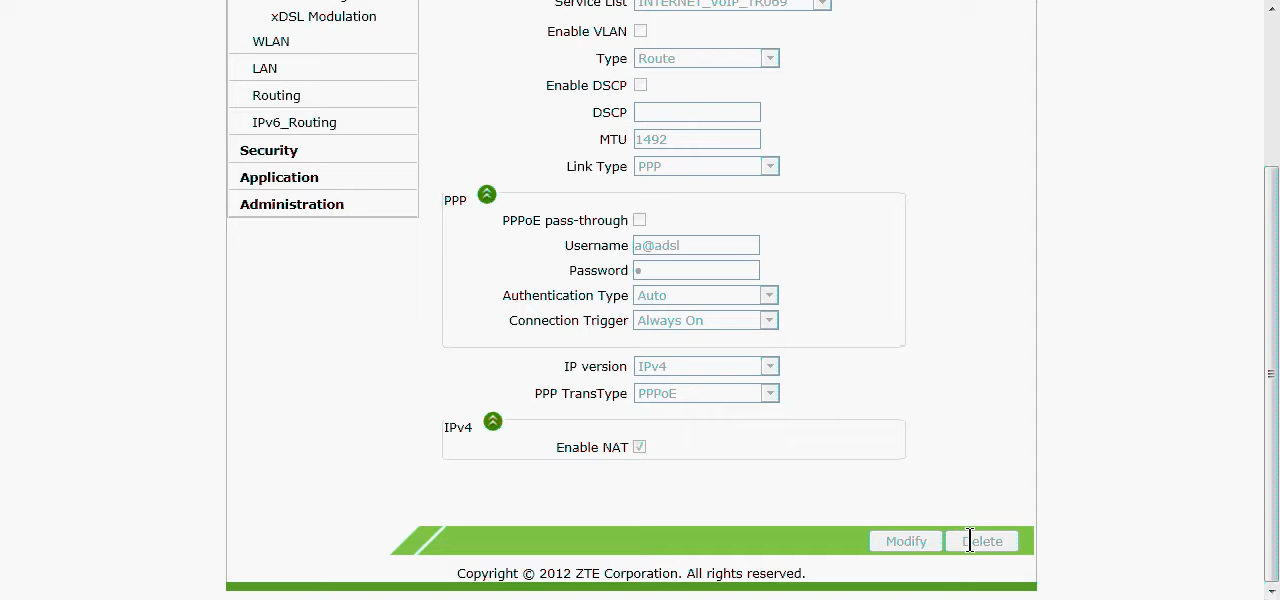 xDSL Modulation
WLAN
LAN
Routing
IPv6_Routing
Security
Application
Administration
Service List INTERNET_VoIP_TR069
Enable VLAN
Type Route
Enable DSCP
DSCP
MTU 1492
Link Type PPP
PPP
PPPoE pass-through
Username a@adsl
Password
Authentication Type Auto
Connection Trigger Always On
IP version IPv4
PPP TransType PPPoE
IPv4
Enable NAT
Modify Delete
Copyright © 2012 ZTE Corporation. All rights reserved.